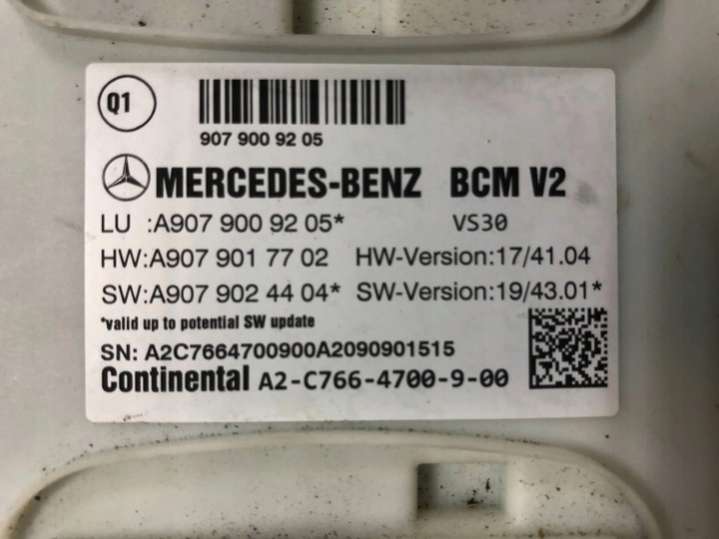 Q1
907 900 92 05
MERCEDES-BENZ BCM V2
LU :A907 900 92 05* VS30
HW:A907 901 77 02 HW-Version:17/41.04
SW:A907 902 44 04* SW-Version:19/43.01*
*valid up to potential SW update
SN: A2C7664700900A2090901515
Continental A2-C766-4700-9-00